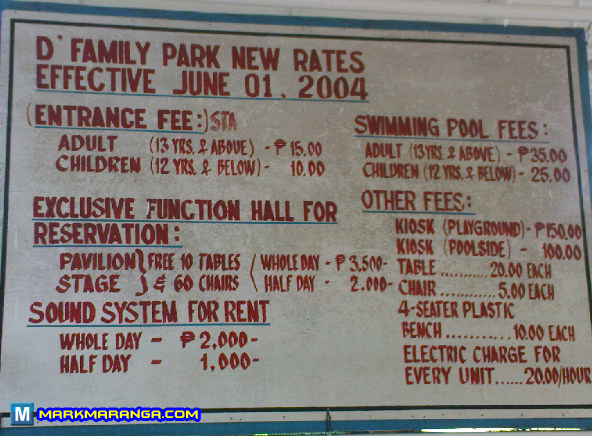 D' FAMILY PARK NEW RATES
EFFECTIVE JUNE 01, 2004
(ENTRANCE FEE:) STA
ADULT (13 YRS. & ABOVE) - ₱ 15.00
CHILDREN (12 YRS. & BELOW) - 10.00
EXCLUSIVE FUNCTION HALL FOR
RESERVATION:
PAVILION } FREE 10 TABLES ( WHOLE DAY - ₱ 3,500-
STAGE } & 60 CHAIRS ( HALF DAY - 2,000-
SOUND SYSTEM FOR RENT
WHOLE DAY - ₱ 2,000-
HALF DAY - 1,000-
SWIMMING POOL FEES:
ADULT (13 YRS. & ABOVE) - ₱ 35.00
CHILDREN (12 YRS. & BELOW) - 25.00
OTHER FEES:
KIOSK (PLAYGROUND) - ₱150.00
KIOSK (POOLSIDE) - 100.00
TABLE ........... 20.00 EACH
CHAIR ............ 5.00 EACH
4-SEATER PLASTIC
BENCH ............ 10.00 EACH
ELECTRIC CHARGE FOR
EVERY UNIT ...... 20.00/HOUR
M MARKMARANGA.COM